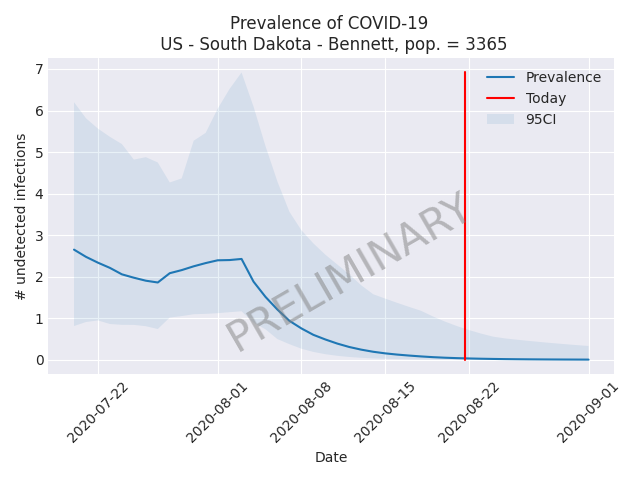 Prevalence of COVID-19
US - South Dakota - Bennett, pop. = 3365
7
6
5
4
3
2
1
0
# undetected infections
Prevalence
Today
95CI
PRELIMINARY
2020-07-22
2020-08-01
2020-08-08
2020-08-15
2020-08-22
2020-09-01
Date